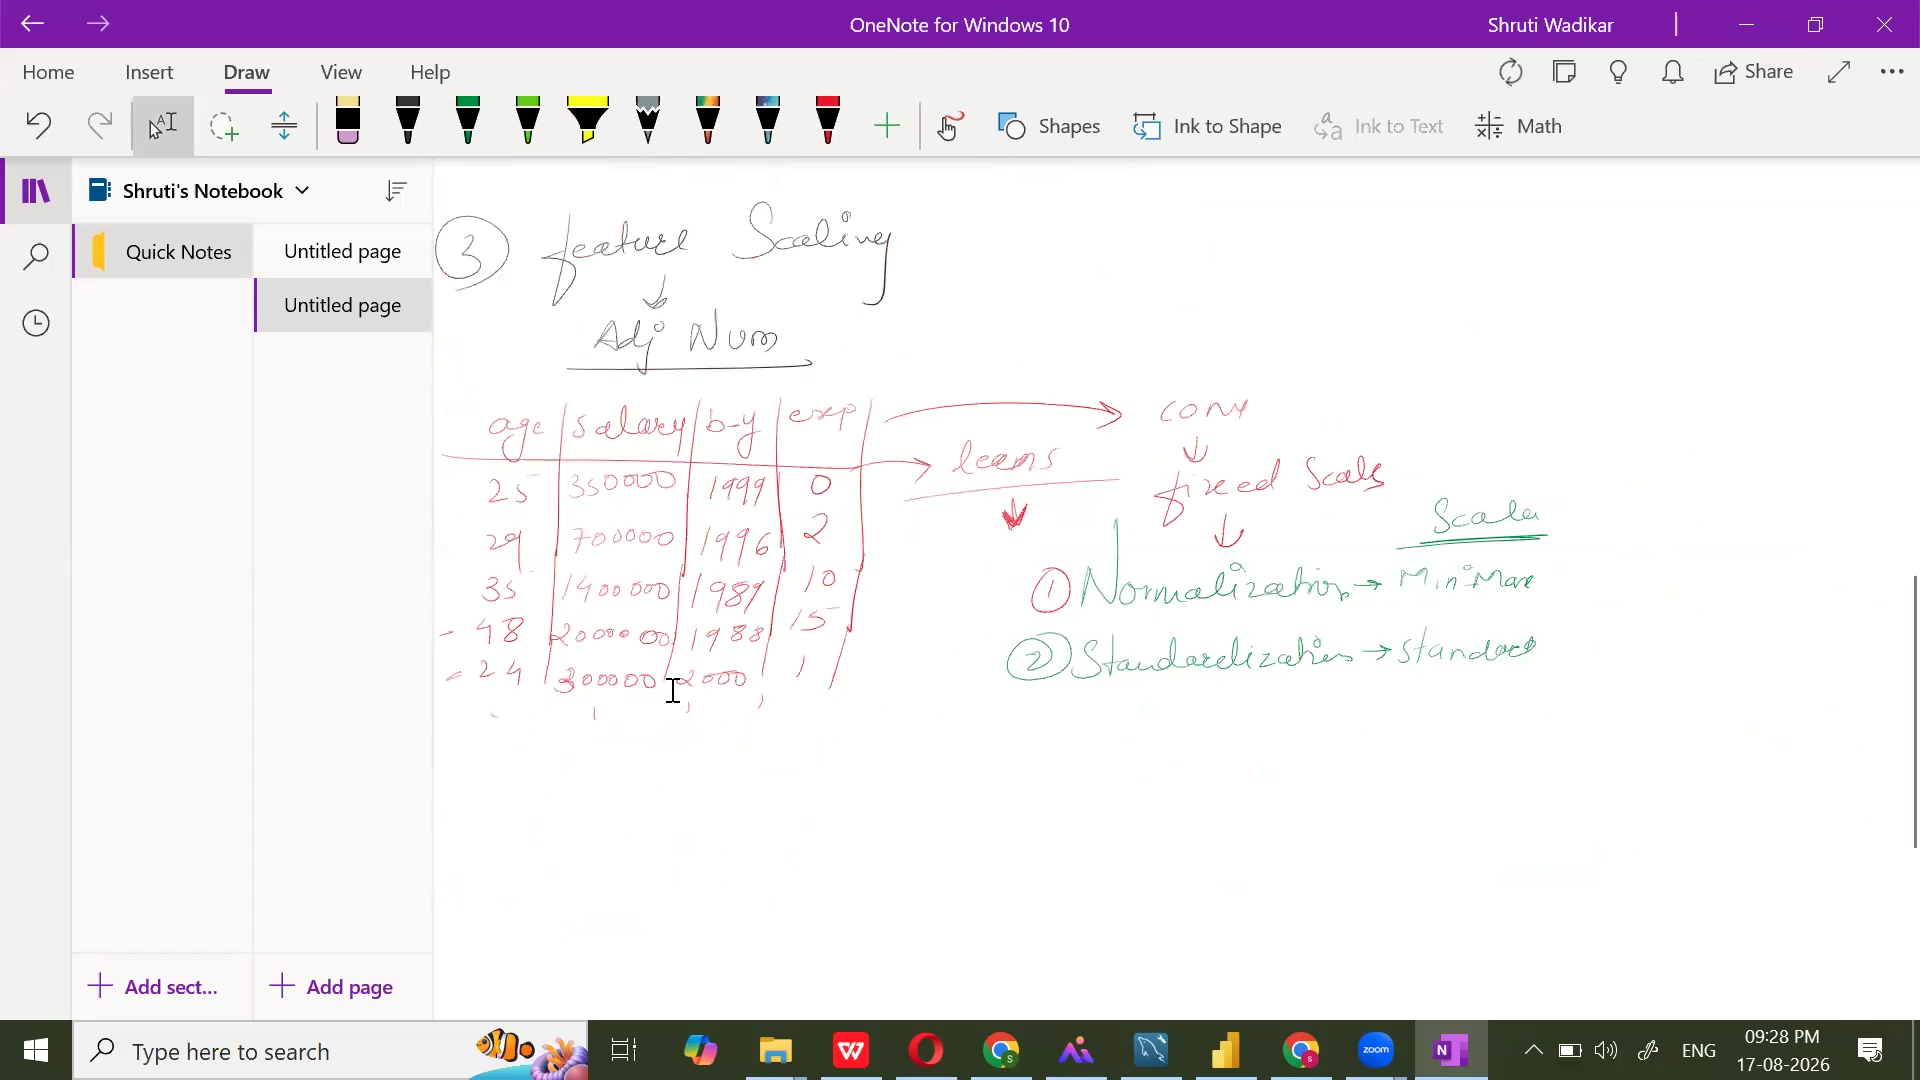 OneNote for Windows 10
Shruti Wadikar
Home Insert Draw View Help
Share
Shapes Ink to Shape Ink to Text Math
Shruti's Notebook
Quick Notes
Untitled page
Untitled page
3 feature Scaling
Adj Num
age salary b-y exp
25 350000 1999 0
29 700000 1996 2
35 1400000 1989 10
- 48 2000000 1988 15
- 24 300000 2000 1
learns
conv
fixed Scale
Scalar
① Normalization → MinMax
② Standardization → Standard
Add sect...
Add page
Type here to search
zoom
ENG
09:28 PM
17-08-2026